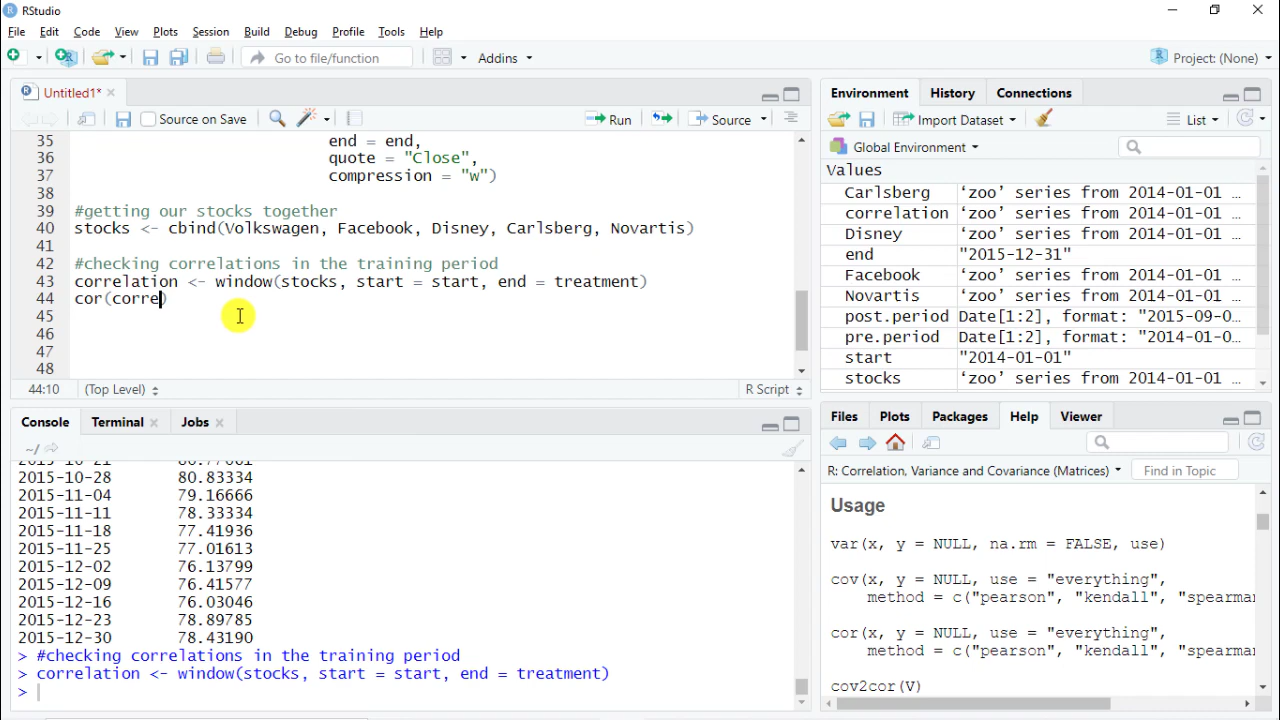 RStudio
File Edit Code View Plots Session Build Debug Profile Tools Help
Go to file/function Addins Project: (None)
Untitled1*
Source on Save Run Source
35 end = end,
36 quote = "Close",
37 compression = "w")
38
39 #getting our stocks together
40 stocks <- cbind(Volkswagen, Facebook, Disney, Carlsberg, Novartis)
41
42 #checking correlations in the training period
43 correlation <- window(stocks, start = start, end = treatment)
44 cor(corre)
45
46
47
48
44:10 (Top Level) R Script
Console Terminal Jobs
~/
2015-10-28 80.83334
2015-11-04 79.16666
2015-11-11 78.33334
2015-11-18 77.41936
2015-11-25 77.01613
2015-12-02 76.13799
2015-12-09 76.41577
2015-12-16 76.03046
2015-12-23 78.89785
2015-12-30 78.43190
> #checking correlations in the training period
> correlation <- window(stocks, start = start, end = treatment)
>
Environment History Connections
Import Dataset List
Global Environment
Values
Carlsberg ‘zoo’ series from 2014-01-01 ...
correlation ‘zoo’ series from 2014-01-01 ...
Disney ‘zoo’ series from 2014-01-01 ...
end "2015-12-31"
Facebook ‘zoo’ series from 2014-01-01 ...
Novartis ‘zoo’ series from 2014-01-01 ...
post.period Date[1:2], format: "2015-09-0...
pre.period Date[1:2], format: "2014-01-0...
start "2014-01-01"
stocks ‘zoo’ series from 2014-01-01 ...
Files Plots Packages Help Viewer
R: Correlation, Variance and Covariance (Matrices) Find in Topic
Usage
var(x, y = NULL, na.rm = FALSE, use)
cov(x, y = NULL, use = "everything",
method = c("pearson", "kendall", "spearma
cor(x, y = NULL, use = "everything",
method = c("pearson", "kendall", "spearma
cov2cor(V)